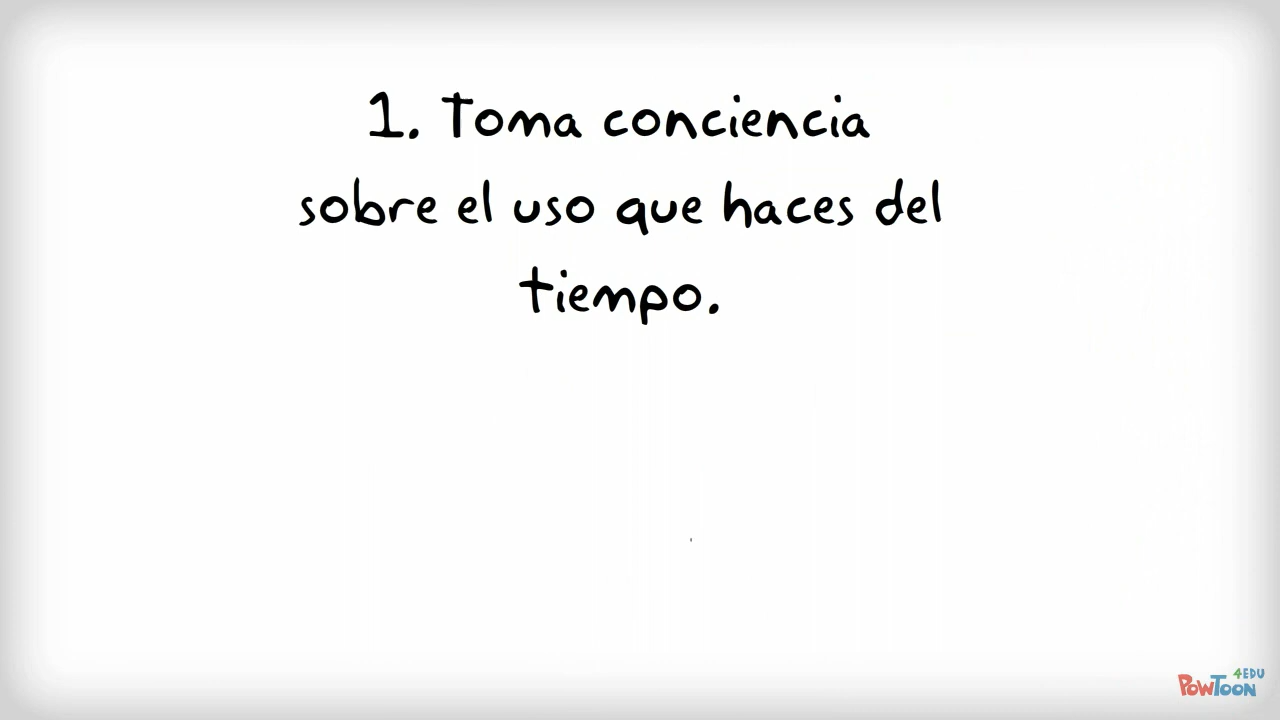 1. Toma conciencia
sobre el uso que haces del
tiempo.
4EDU
PowToon